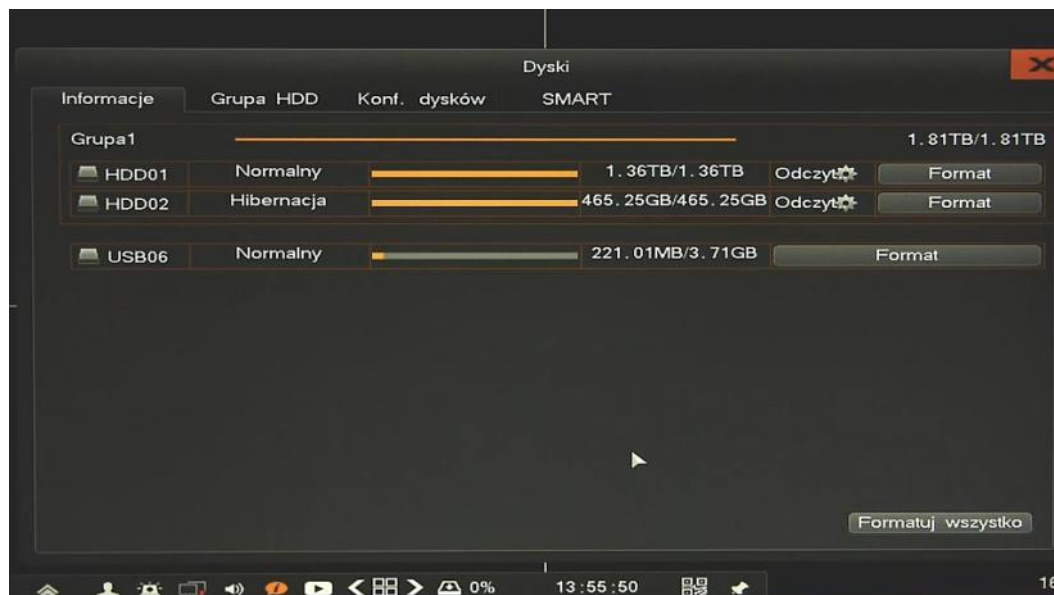 Dyski
Informacje Grupa HDD Konf. dysków SMART
Grupa1 1.81TB/1.81TB
HDD01 Normalny 1.36TB/1.36TB Odczyt Format
HDD02 Hibernacja 465.25GB/465.25GB Odczyt Format
USB06 Normalny 221.01MB/3.71GB Format
Formatuj wszystko
0% 13:55:50 16